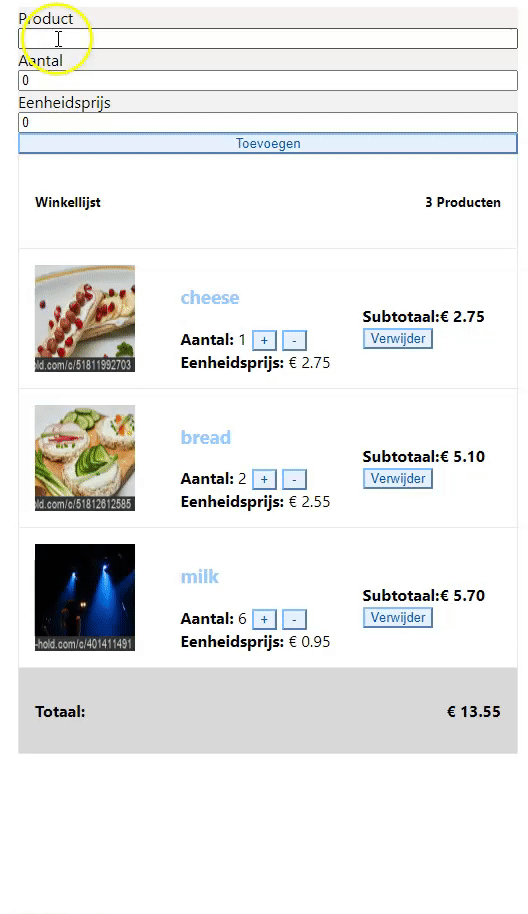 Product
Aantal
0
Eenheidsprijs
0
Toevoegen
Winkellijst 3 Producten
cheese
Aantal: 1 + -
Eenheidsprijs: € 2.75
Subtotaal:€ 2.75
Verwijder
hold.com/c/51811992703
bread
Aantal: 2 + -
Eenheidsprijs: € 2.55
Subtotaal:€ 5.10
Verwijder
old.com/c/51812612585
milk
Aantal: 6 + -
Eenheidsprijs: € 0.95
Subtotaal:€ 5.70
Verwijder
-hold.com/c/401411491
Totaal: € 13.55